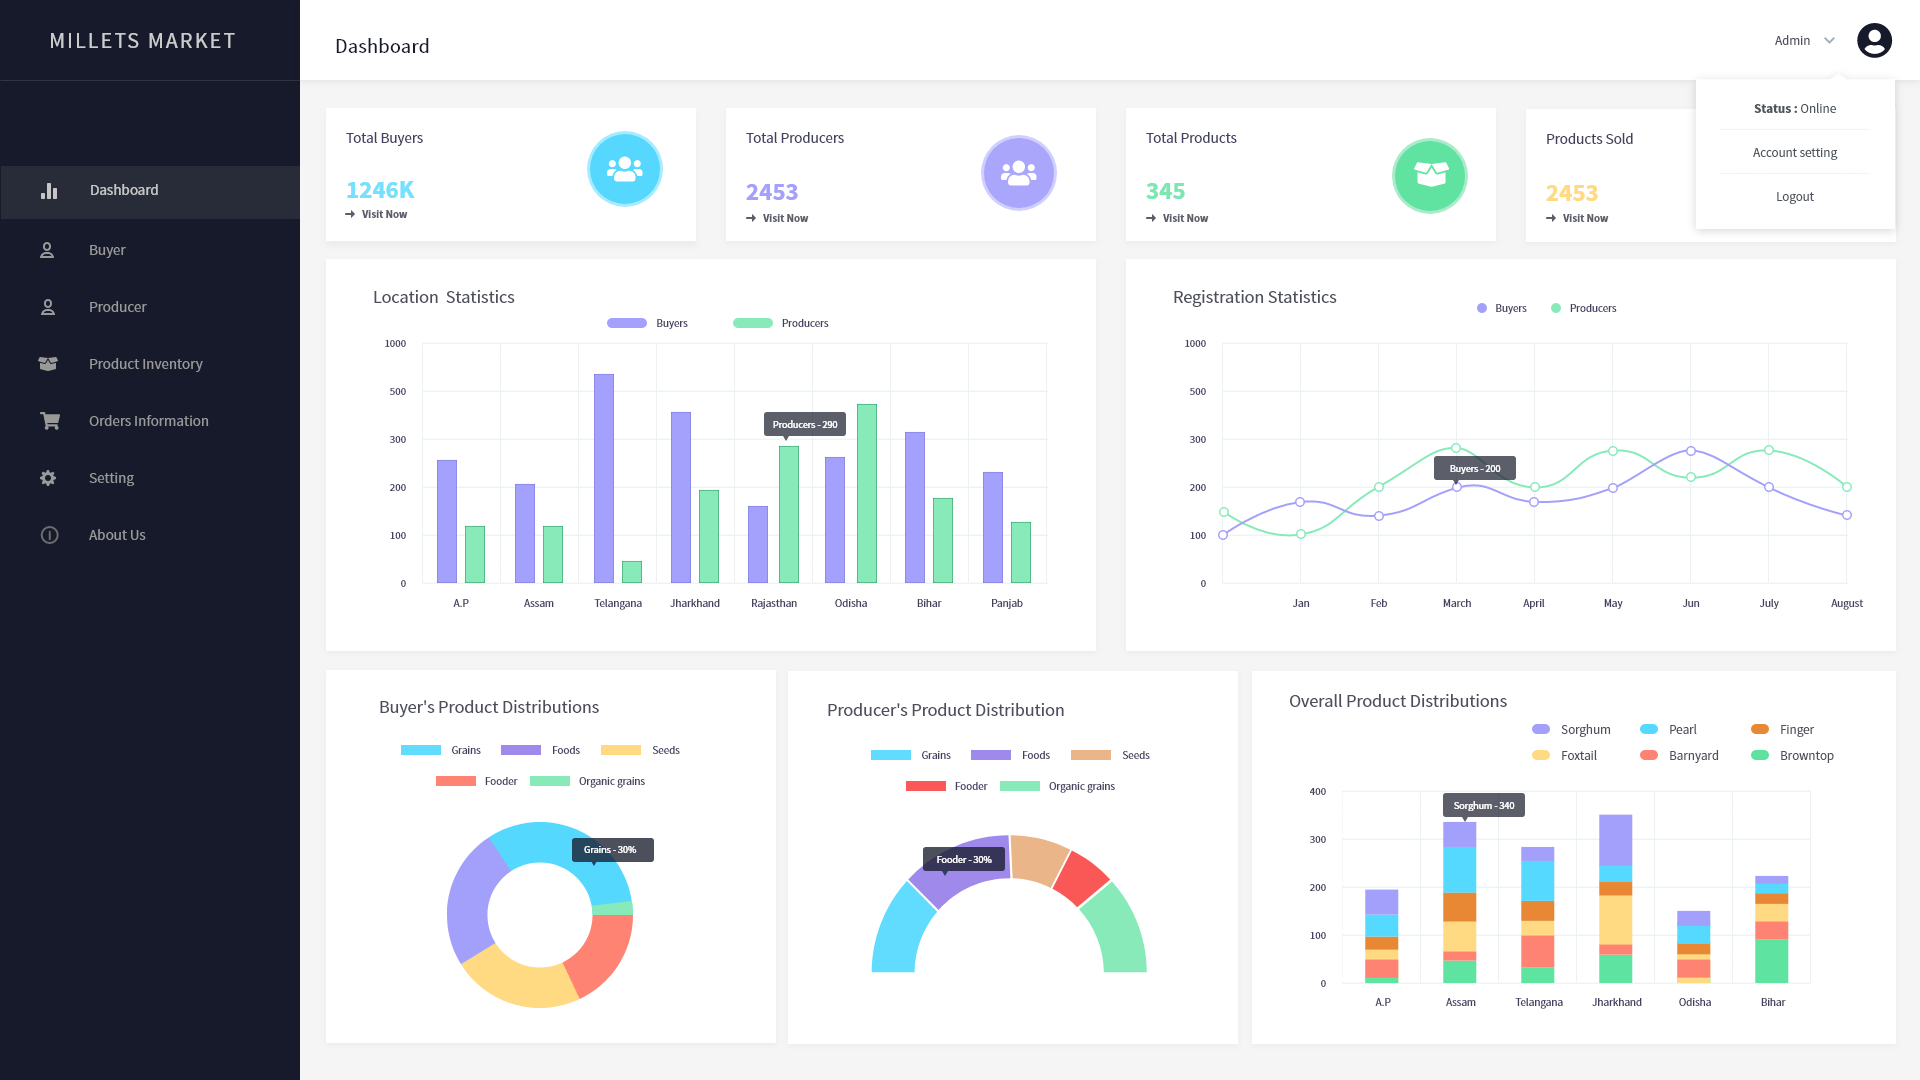 MILLETS MARKET
Dashboard
Buyer
Producer
Product Inventory
Orders Information
Setting
About Us
Dashboard
Admin
Status : Online
Account setting
Logout
Total Buyers
1246K
Visit Now
Total Producers
2453
Visit Now
Total Products
345
Visit Now
Products Sold
2453
Visit Now
Location Statistics
Buyers Producers
1000
500
300
200
100
0
Producers - 290
A.P Assam Telangana Jharkhand Rajasthan Odisha Bihar Panjab
Registration Statistics
Buyers Producers
1000
500
300
200
100
0
Buyers - 200
Jan Feb March April May Jun July August
Buyer's Product Distributions
Grains Foods Seeds
Fooder Organic grains
Grains - 30%
Producer's Product Distribution
Grains Foods Seeds
Fooder Organic grains
Fooder - 30%
Overall Product Distributions
Sorghum Pearl Finger
Foxtail Barnyard Browntop
400
300
200
100
0
Sorghum - 340
A.P Assam Telangana Jharkhand Odisha Bihar